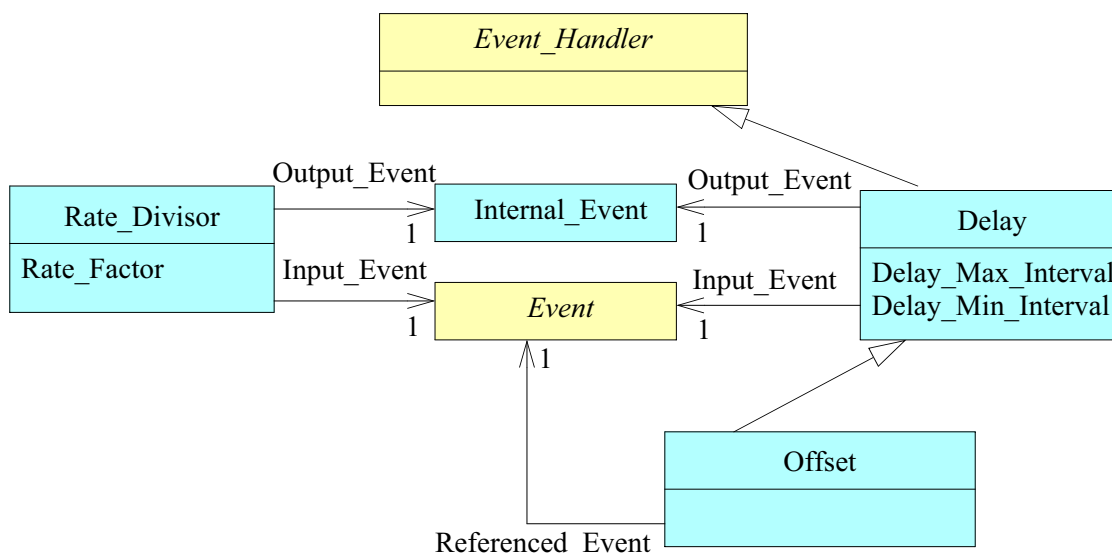 Event_Handler
Output_Event
Output_Event
Rate_Divisor
Internal_Event
Delay
1
1
Rate_Factor
Input_Event
Input_Event
Delay_Max_Interval
Delay_Min_Interval
Event
1
1
1
Offset
Referenced_Event